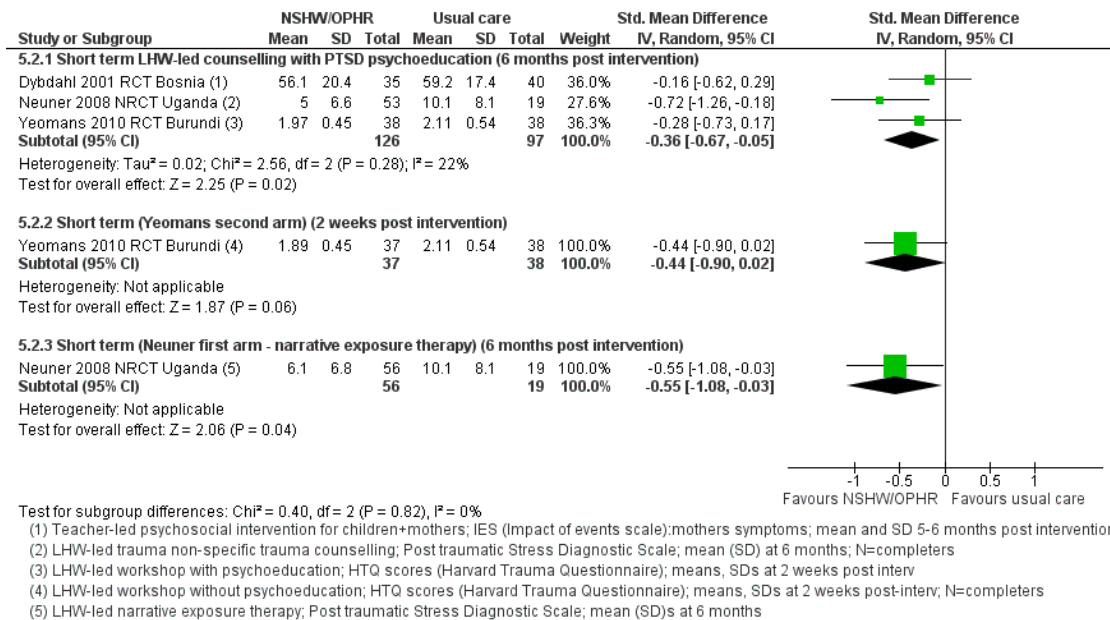 NSHW/OPHR Usual care Std. Mean Difference Std. Mean Difference
Study or Subgroup Mean SD Total Mean SD Total Weight IV, Random, 95% CI IV, Random, 95% CI
5.2.1 Short term LHW-led counselling with PTSD psychoeducation (6 months post intervention)
Dybdahl 2001 RCT Bosnia (1) 56.1 20.4 35 59.2 17.4 40 36.0% -0.16 [-0.62, 0.29]
Neuner 2008 NRCT Uganda (2) 5 6.6 53 10.1 8.1 19 27.6% -0.72 [-1.26, -0.18]
Yeomans 2010 RCT Burundi (3) 1.97 0.45 38 2.11 0.54 38 36.3% -0.28 [-0.73, 0.17]
Subtotal (95% CI) 126 97 100.0% -0.36 [-0.67, -0.05]
Heterogeneity: Tau² = 0.02; Chi² = 2.56, df = 2 (P = 0.28); I² = 22%
Test for overall effect: Z = 2.25 (P = 0.02)
5.2.2 Short term (Yeomans second arm) (2 weeks post intervention)
Yeomans 2010 RCT Burundi (4) 1.89 0.45 37 2.11 0.54 38 100.0% -0.44 [-0.90, 0.02]
Subtotal (95% CI) 37 38 100.0% -0.44 [-0.90, 0.02]
Heterogeneity: Not applicable
Test for overall effect: Z = 1.87 (P = 0.06)
5.2.3 Short term (Neuner first arm - narrative exposure therapy) (6 months post intervention)
Neuner 2008 NRCT Uganda (5) 6.1 6.8 56 10.1 8.1 19 100.0% -0.55 [-1.08, -0.03]
Subtotal (95% CI) 56 19 100.0% -0.55 [-1.08, -0.03]
Heterogeneity: Not applicable
Test for overall effect: Z = 2.06 (P = 0.04)
-1 -0.5 0 0.5 1
Favours NSHW/OPHR Favours usual care
Test for subgroup differences: Chi² = 0.40, df = 2 (P = 0.82), I² = 0%
(1) Teacher-led psychosocial intervention for children+mothers; IES (Impact of events scale):mothers symptoms; mean and SD 5-6 months post intervention
(2) LHW-led trauma non-specific trauma counselling; Post traumatic Stress Diagnostic Scale; mean (SD) at 6 months; N=completers
(3) LHW-led workshop with psychoeducation; HTQ scores (Harvard Trauma Questionnaire); means, SDs at 2 weeks post interv
(4) LHW-led workshop without psychoeducation; HTQ scores (Harvard Trauma Questionnaire); means, SDs at 2 weeks post-interv; N=completers
(5) LHW-led narrative exposure therapy; Post traumatic Stress Diagnostic Scale; mean (SD)s at 6 months